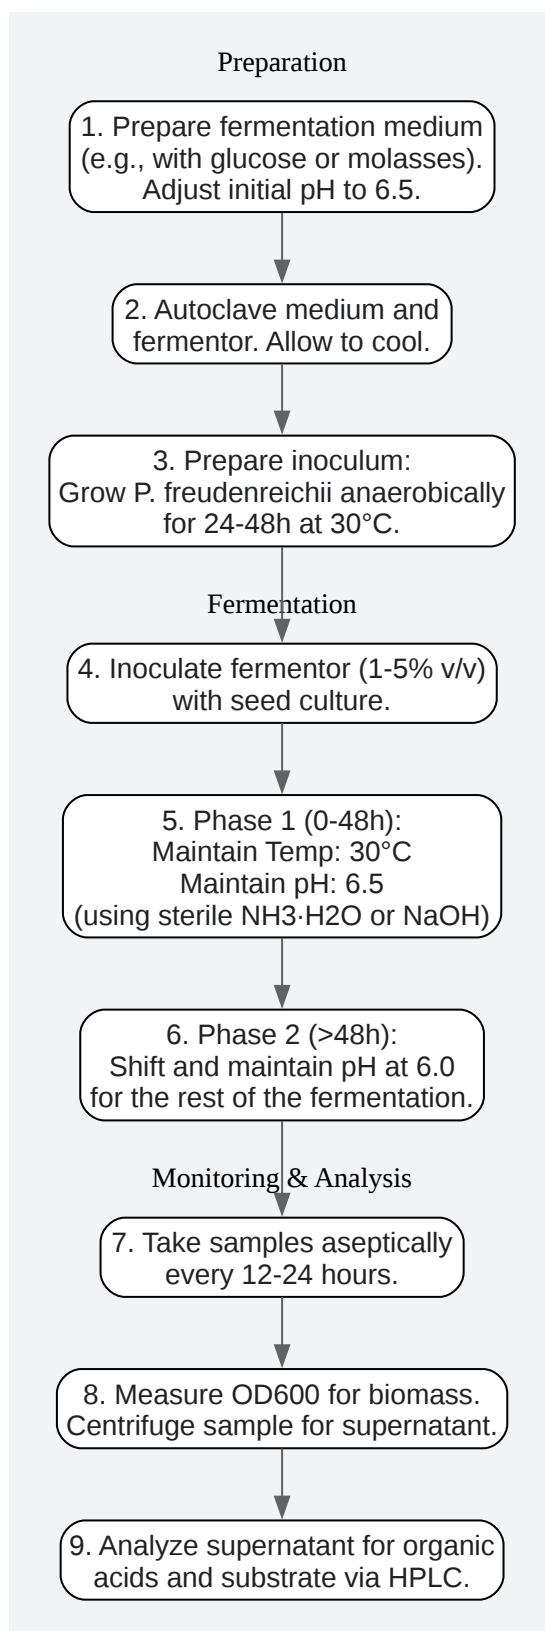 Preparation
1. Prepare fermentation medium
(e.g., with glucose or molasses).
Adjust initial pH to 6.5.
2. Autoclave medium and
fermentor. Allow to cool.
3. Prepare inoculum:
Grow P. freudenreichii anaerobically
for 24-48h at 30°C.
Fermentation
4. Inoculate fermentor (1-5% v/v)
with seed culture.
5. Phase 1 (0-48h):
Maintain Temp: 30°C
Maintain pH: 6.5
(using sterile NH3·H2O or NaOH)
6. Phase 2 (>48h):
Shift and maintain pH at 6.0
for the rest of the fermentation.
Monitoring & Analysis
7. Take samples aseptically
every 12-24 hours.
8. Measure OD600 for biomass.
Centrifuge sample for supernatant.
9. Analyze supernatant for organic
acids and substrate via HPLC.